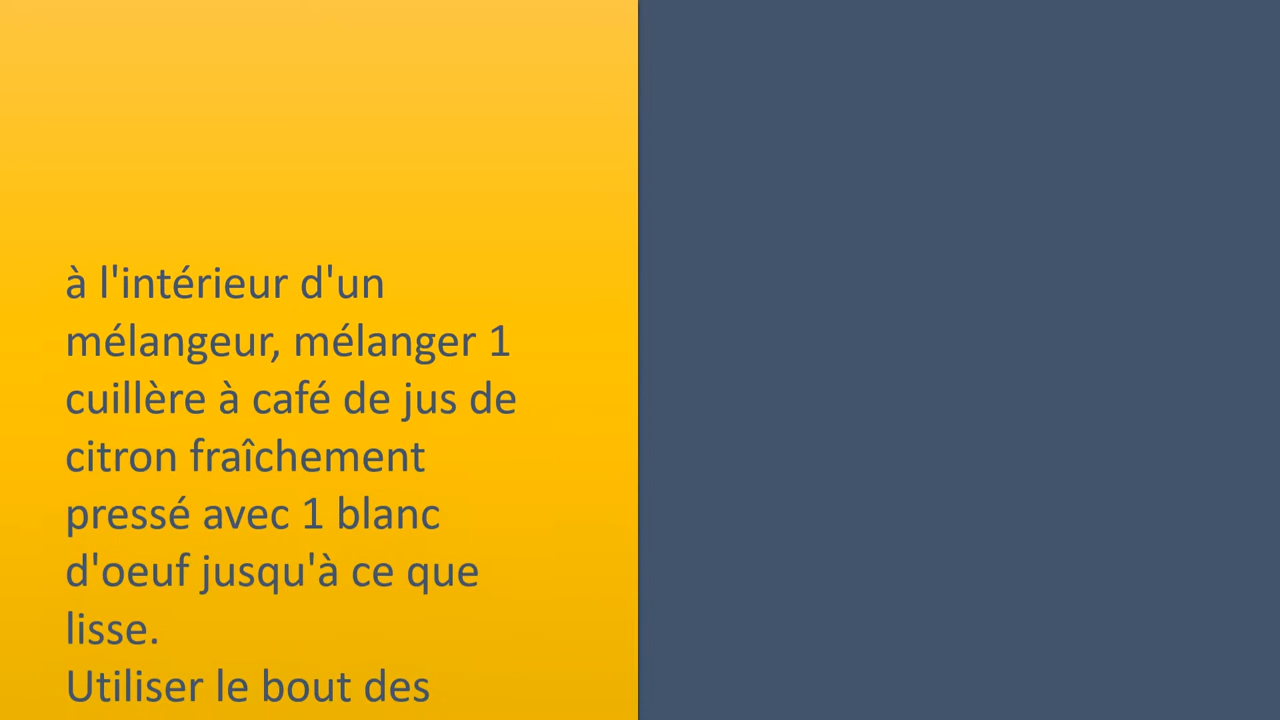 à l'intérieur d'un
mélangeur, mélanger 1
cuillère à café de jus de
citron fraîchement
pressé avec 1 blanc
d'oeuf jusqu'à ce que
lisse.
Utiliser le bout des